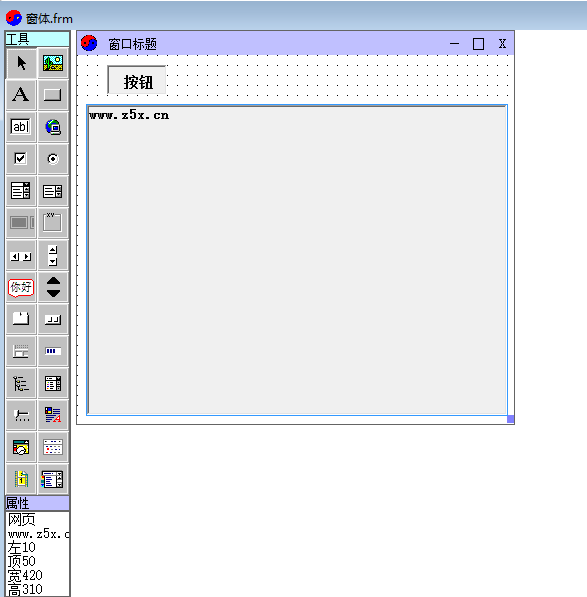 窗体.frm
工具
窗口标题
X
按钮
www.z5x.cn
A
ab
xy
你好
1
属性
网页
www.z5x.c
左10
顶50
宽420
高310